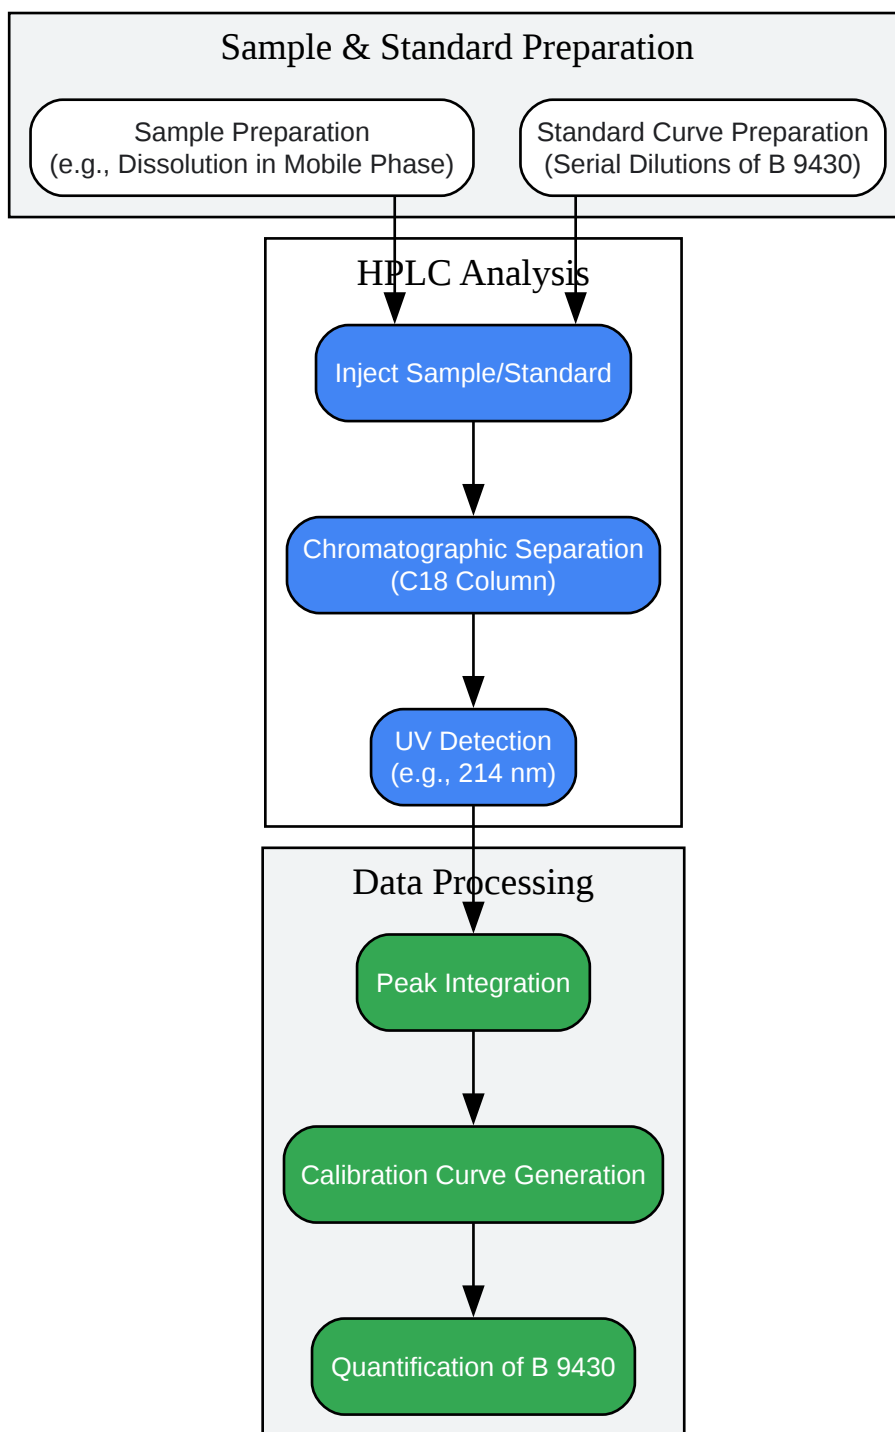 Sample & Standard Preparation
Sample Preparation
(e.g., Dissolution in Mobile Phase)
Standard Curve Preparation
(Serial Dilutions of B 9430)
HPLC Analysis
Inject Sample/Standard
Chromatographic Separation
(C18 Column)
UV Detection
(e.g., 214 nm)
Data Processing
Peak Integration
Calibration Curve Generation
Quantification of B 9430